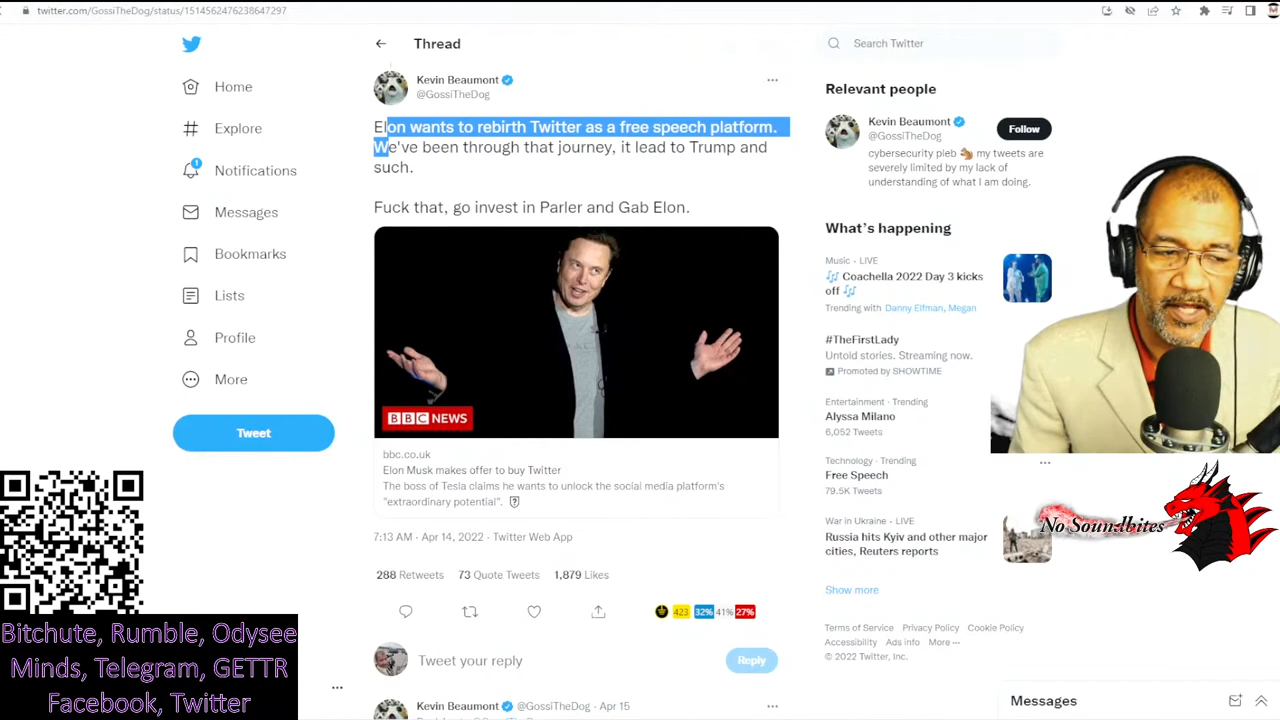 twitter.com/GossiTheDog/status/1514562476238647297
Home
Explore
1
Notifications
Messages
Bookmarks
Lists
Profile
More
Tweet
Thread
Kevin Beaumont
@GossiTheDog
Elon wants to rebirth Twitter as a free speech platform.
We've been through that journey, it lead to Trump and
such.
Fuck that, go invest in Parler and Gab Elon.
BBC NEWS
bbc.co.uk
Elon Musk makes offer to buy Twitter
The boss of Tesla claims he wants to unlock the social media platform's
"extraordinary potential".
7:13 AM · Apr 14, 2022 · Twitter Web App
288 Retweets 73 Quote Tweets 1,879 Likes
423 32% 41% 27%
Tweet your reply
Reply
Kevin Beaumont @GossiTheDog · Apr 15
Search Twitter
Relevant people
Kevin Beaumont
@GossiTheDog
Follow
cybersecurity pleb 🐿 my tweets are
severely limited by my lack of
understanding of what I am doing.
What's happening
Music · LIVE
🎶 Coachella 2022 Day 3 kicks
off 🎶
Trending with Danny Elfman, Megan
#TheFirstLady
Untold stories. Streaming now.
Promoted by SHOWTIME
Entertainment · Trending
Alyssa Milano
6,052 Tweets
Technology · Trending
Free Speech
79.5K Tweets
War in Ukraine · LIVE
Russia hits Kyiv and other major
cities, Reuters reports
Show more
Terms of Service Privacy Policy Cookie Policy
Accessibility Ads info More ···
© 2022 Twitter, Inc.
Messages
No Soundbites
Bitchute, Rumble, Odysee
Minds, Telegram, GETTR
Facebook, Twitter